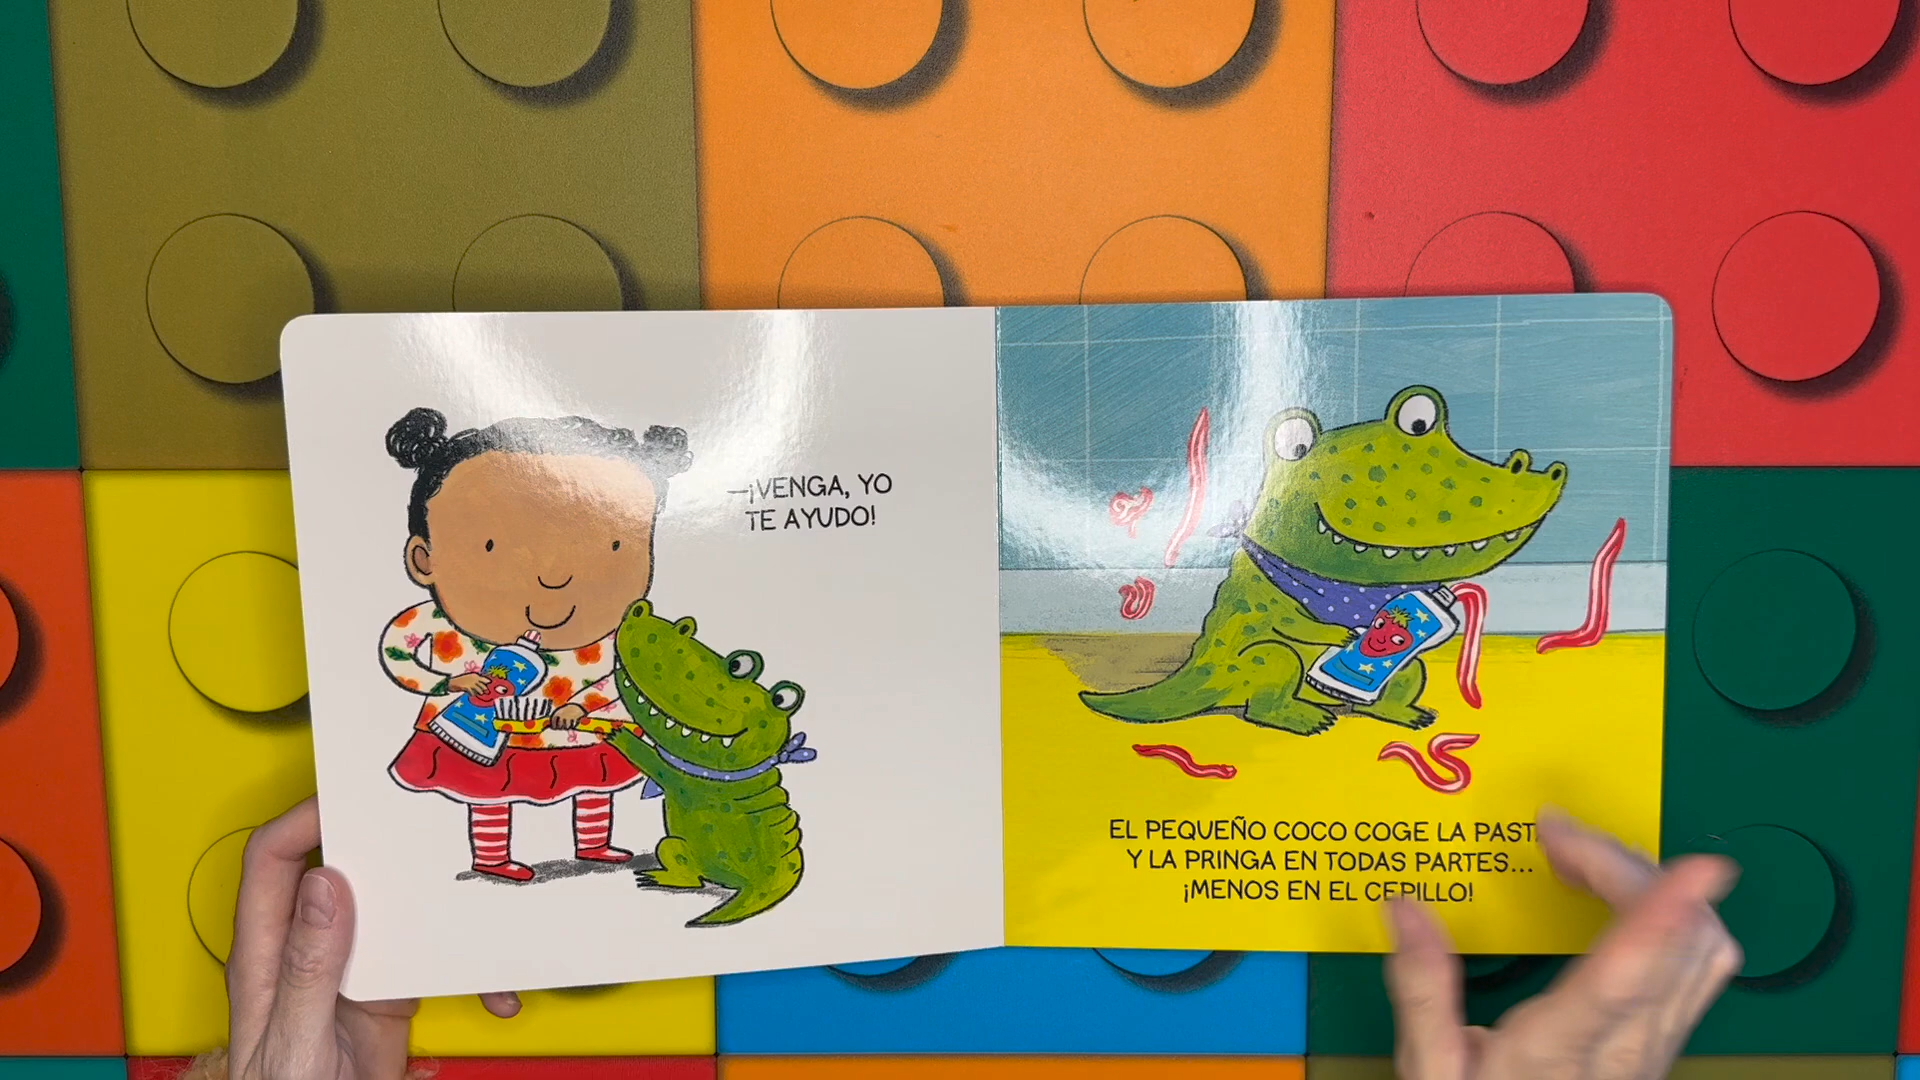 —¡VENGA, YO
TE AYUDO!
EL PEQUEÑO COCO COGE LA PASTA
Y LA PRINGA EN TODAS PARTES...
¡MENOS EN EL CEPILLO!